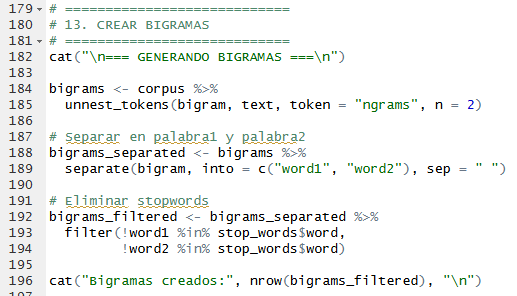 179 # =============================
180 # 13. CREAR BIGRAMAS
181 # =============================
182 cat("\n=== GENERANDO BIGRAMAS ===\n")
183
184 bigrams <- corpus %>%
185   unnest_tokens(bigram, text, token = "ngrams", n = 2)
186
187 # Separar en palabra1 y palabra2
188 bigrams_separated <- bigrams %>%
189   separate(bigram, into = c("word1", "word2"), sep = " ")
190
191 # Eliminar stopwords
192 bigrams_filtered <- bigrams_separated %>%
193   filter(!word1 %in% stop_words$word,
194          !word2 %in% stop_words$word)
195
196 cat("Bigramas creados:", nrow(bigrams_filtered), "\n")